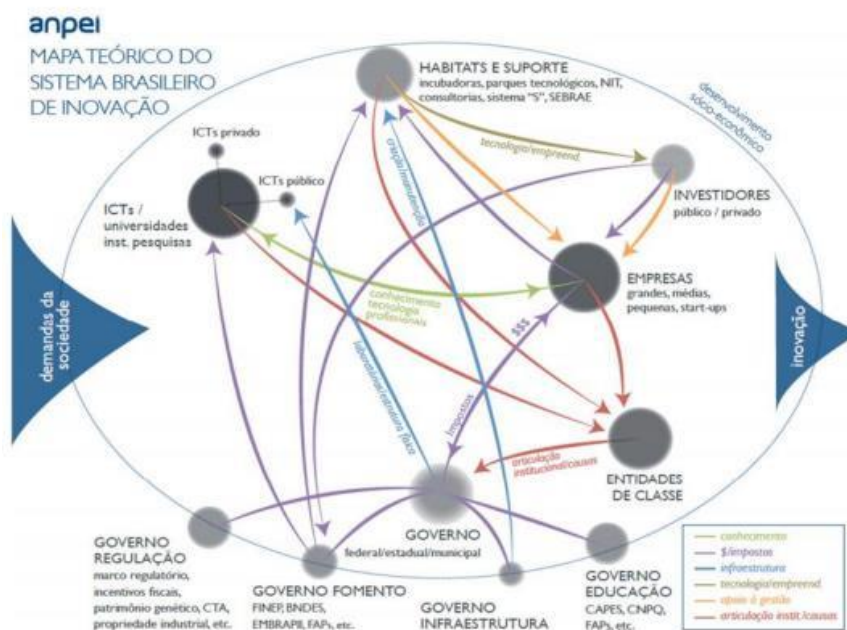 anpei
MAPA TEÓRICO DO
SISTEMA BRASILEIRO
DE INOVAÇÃO
HABITATS E SUPORTE
incubadoras, parques tecnológicos, NIT,
consultorias, sistema "S", SEBRAE
desenvolvimento
sócio-econômico
ICTs privado
ICTs público
ICTs /
universidades
inst. pesquisas
criação/manutenção
tecnologia/empreend.
INVESTIDORES
público / privado
EMPRESAS
grandes, médias,
pequenas, start-ups
conhecimento
tecnologia
profissionais
$$$
Impostos
laboratórios/estrutura física
demandas da
sociedade
inovação
articulação
institucional/causas
ENTIDADES
DE CLASSE
GOVERNO
federal/estadual/municipal
GOVERNO
REGULAÇÃO
marco regulatório,
incentivos fiscais,
patrimônio genético, CTA,
propriedade industrial, etc.
GOVERNO FOMENTO
FINEP, BNDES,
EMBRAPII, FAPs, etc.
GOVERNO
INFRAESTRUTURA
GOVERNO
EDUCAÇÃO
CAPES, CNPQ,
FAPs, etc.
conhecimento
$/impostos
infraestrutura
tecnologia/empreend.
apoio à gestão
articulação instit./causas